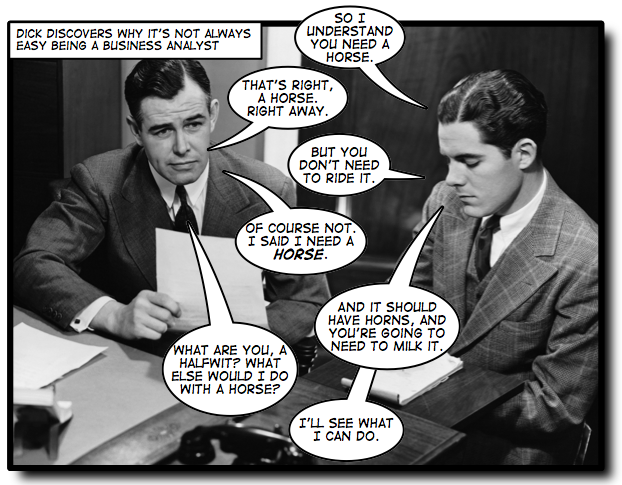 DICK DISCOVERS WHY IT'S NOT ALWAYS
EASY BEING A BUSINESS ANALYST
SO I
UNDERSTAND
YOU NEED A
HORSE.
THAT'S RIGHT,
A HORSE.
RIGHT AWAY.
BUT YOU
DON'T NEED
TO RIDE IT.
OF COURSE NOT.
I SAID I NEED A
HORSE.
AND IT SHOULD
HAVE HORNS, AND
YOU'RE GOING TO
NEED TO MILK IT.
WHAT ARE YOU, A
HALFWIT? WHAT
ELSE WOULD I DO
WITH A HORSE?
I'LL SEE WHAT
I CAN DO.